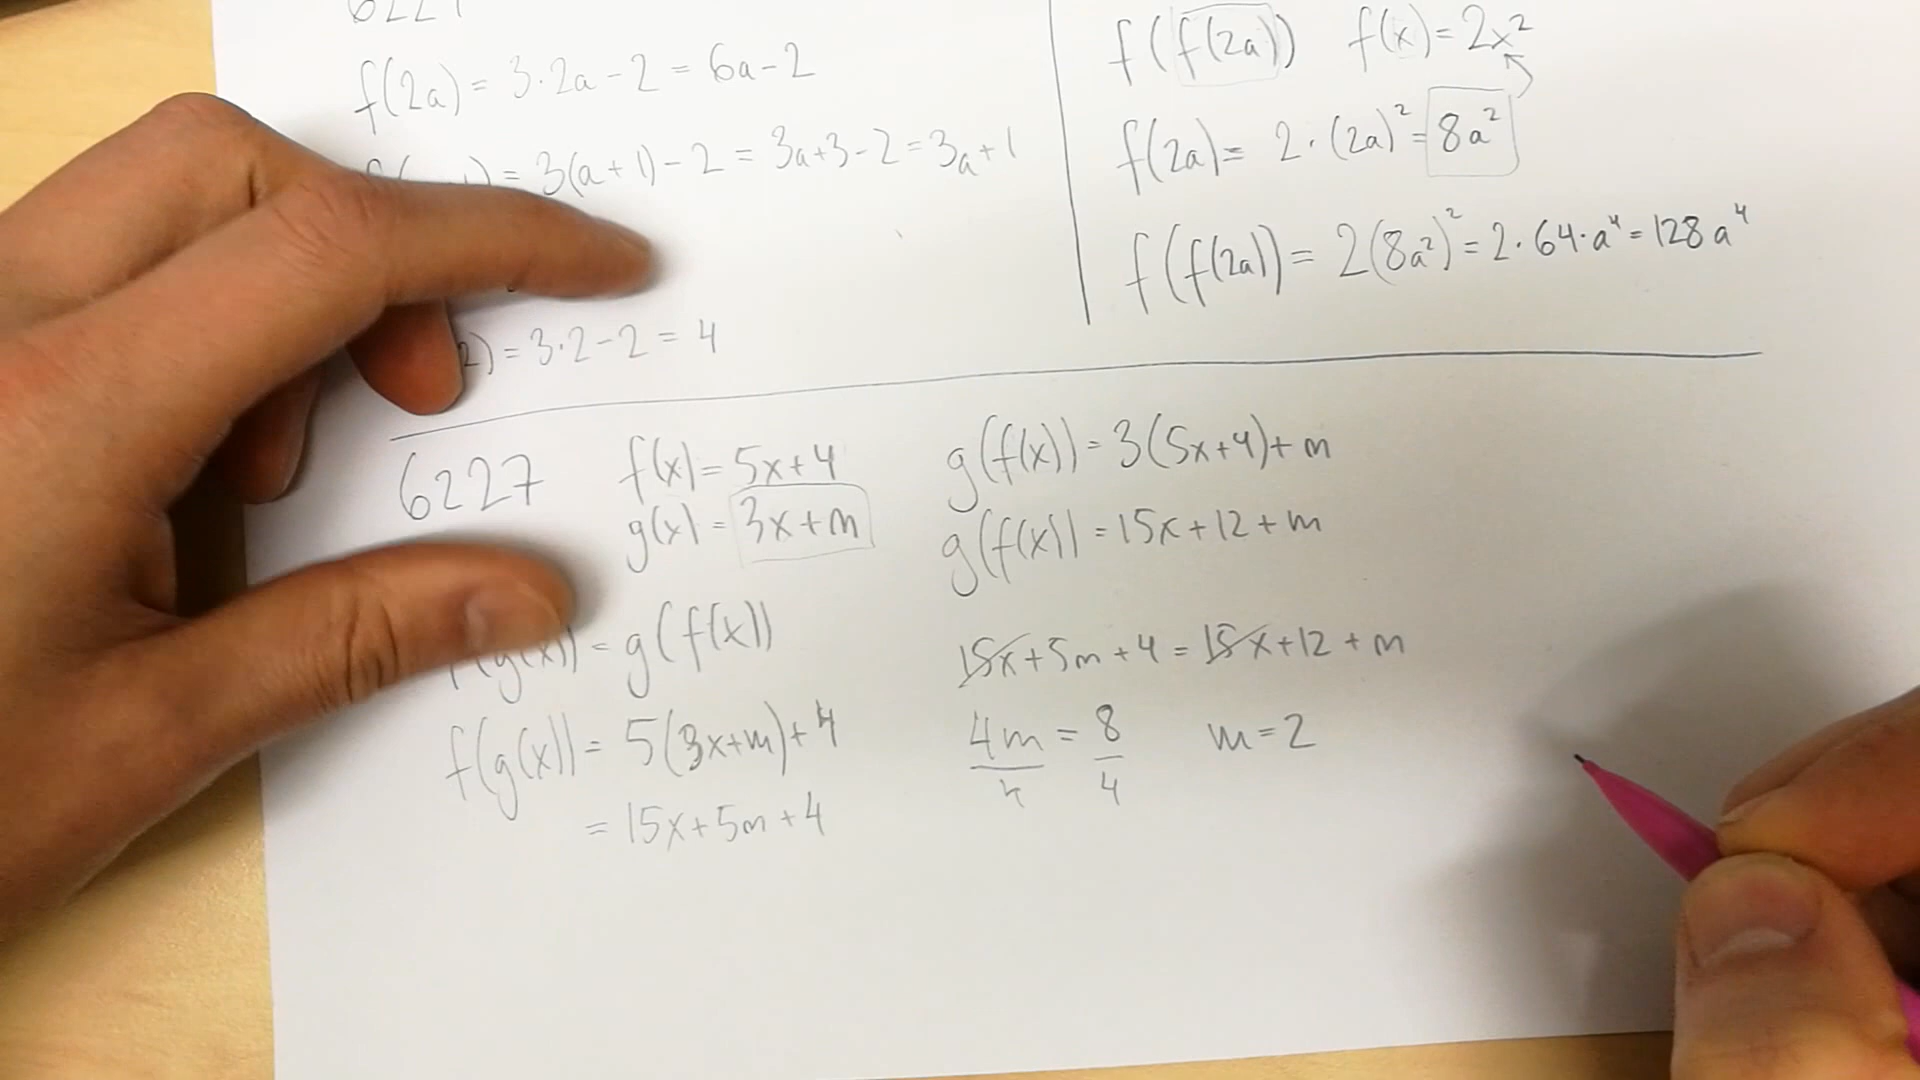 f(2a) = 3·2a - 2 = 6a - 2
= 3(a+1) - 2 = 3a+3-2 = 3a+1
2) = 3·2 - 2 = 4
f(f(2a)) f(x) = 2x²
f(2a) = 2·(2a)² = 8a²
f(f(2a)) = 2(8a²)² = 2·64·a⁴ = 128a⁴
6227 f(x) = 5x+4
g(x) = 3x+m
f(g(x)) = g(f(x))
f(g(x)) = 5(3x+m)+4
= 15x+5m+4
g(f(x)) = 3(5x+4)+m
g(f(x)) = 15x+12+m
15x+5m+4 = 15x+12+m
4m/4 = 8/4 m=2